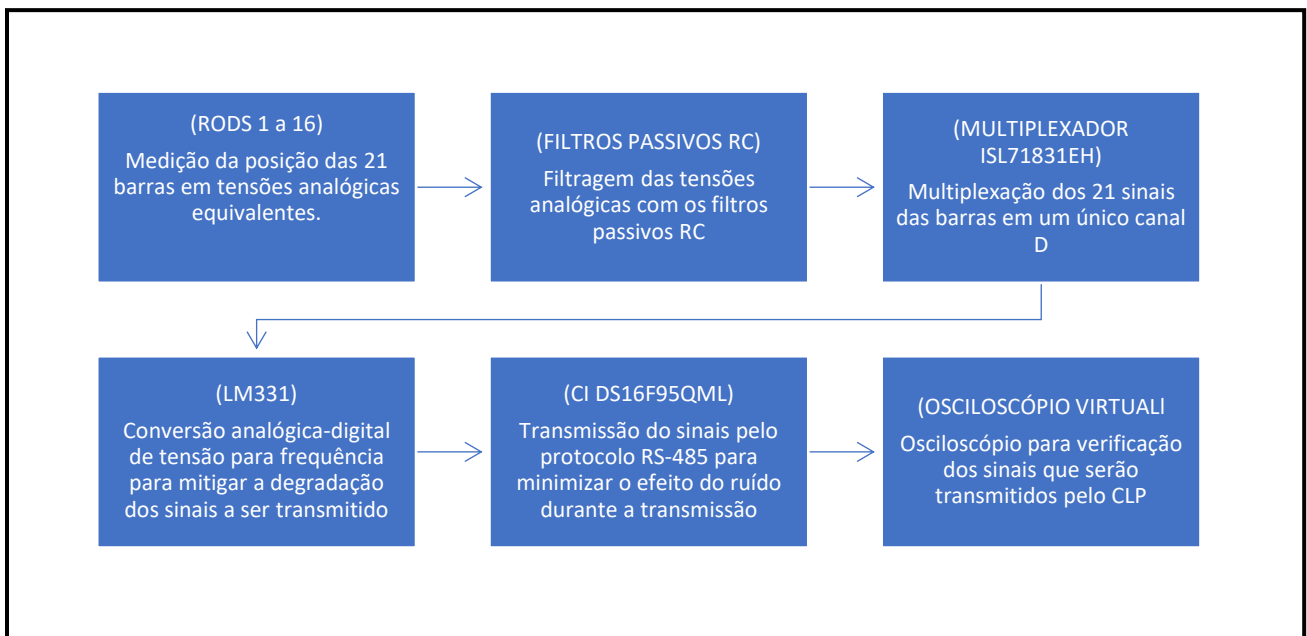 (RODS 1 a 16)
Medição da posição das 21
barras em tensões analógicas
equivalentes.
(FILTROS PASSIVOS RC)
Filtragem das tensões
analógicas com os filtros
passivos RC
(MULTIPLEXADOR
ISL71831EH)
Multiplexação dos 21 sinais
das barras em um único canal
D
(LM331)
Conversão analógica-digital
de tensão para frequência
para mitigar a degradação
dos sinais a ser transmitido
(CI DS16F95QML)
Transmissão do sinais pelo
protocolo RS-485 para
minimizar o efeito do ruído
durante a transmissão
(OSCILOSCÓPIO VIRTUALl
Osciloscópio para verificação
dos sinais que serão
transmitidos pelo CLP